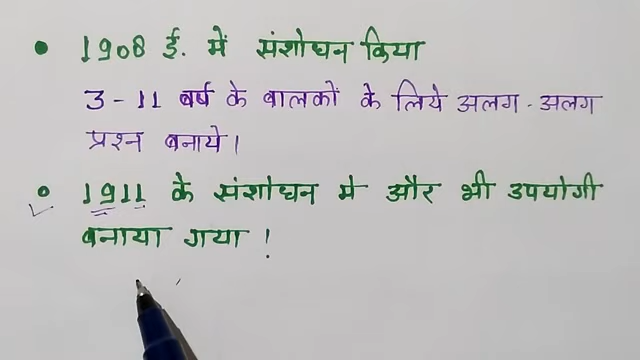 • 1908 ई. में संशोधन किया
3-11 वर्ष के बालकों के लिये अलग-अलग
प्रश्न बनाये।
• 1911 के संशोधन मे और भी उपयोगी
बनाया गया !